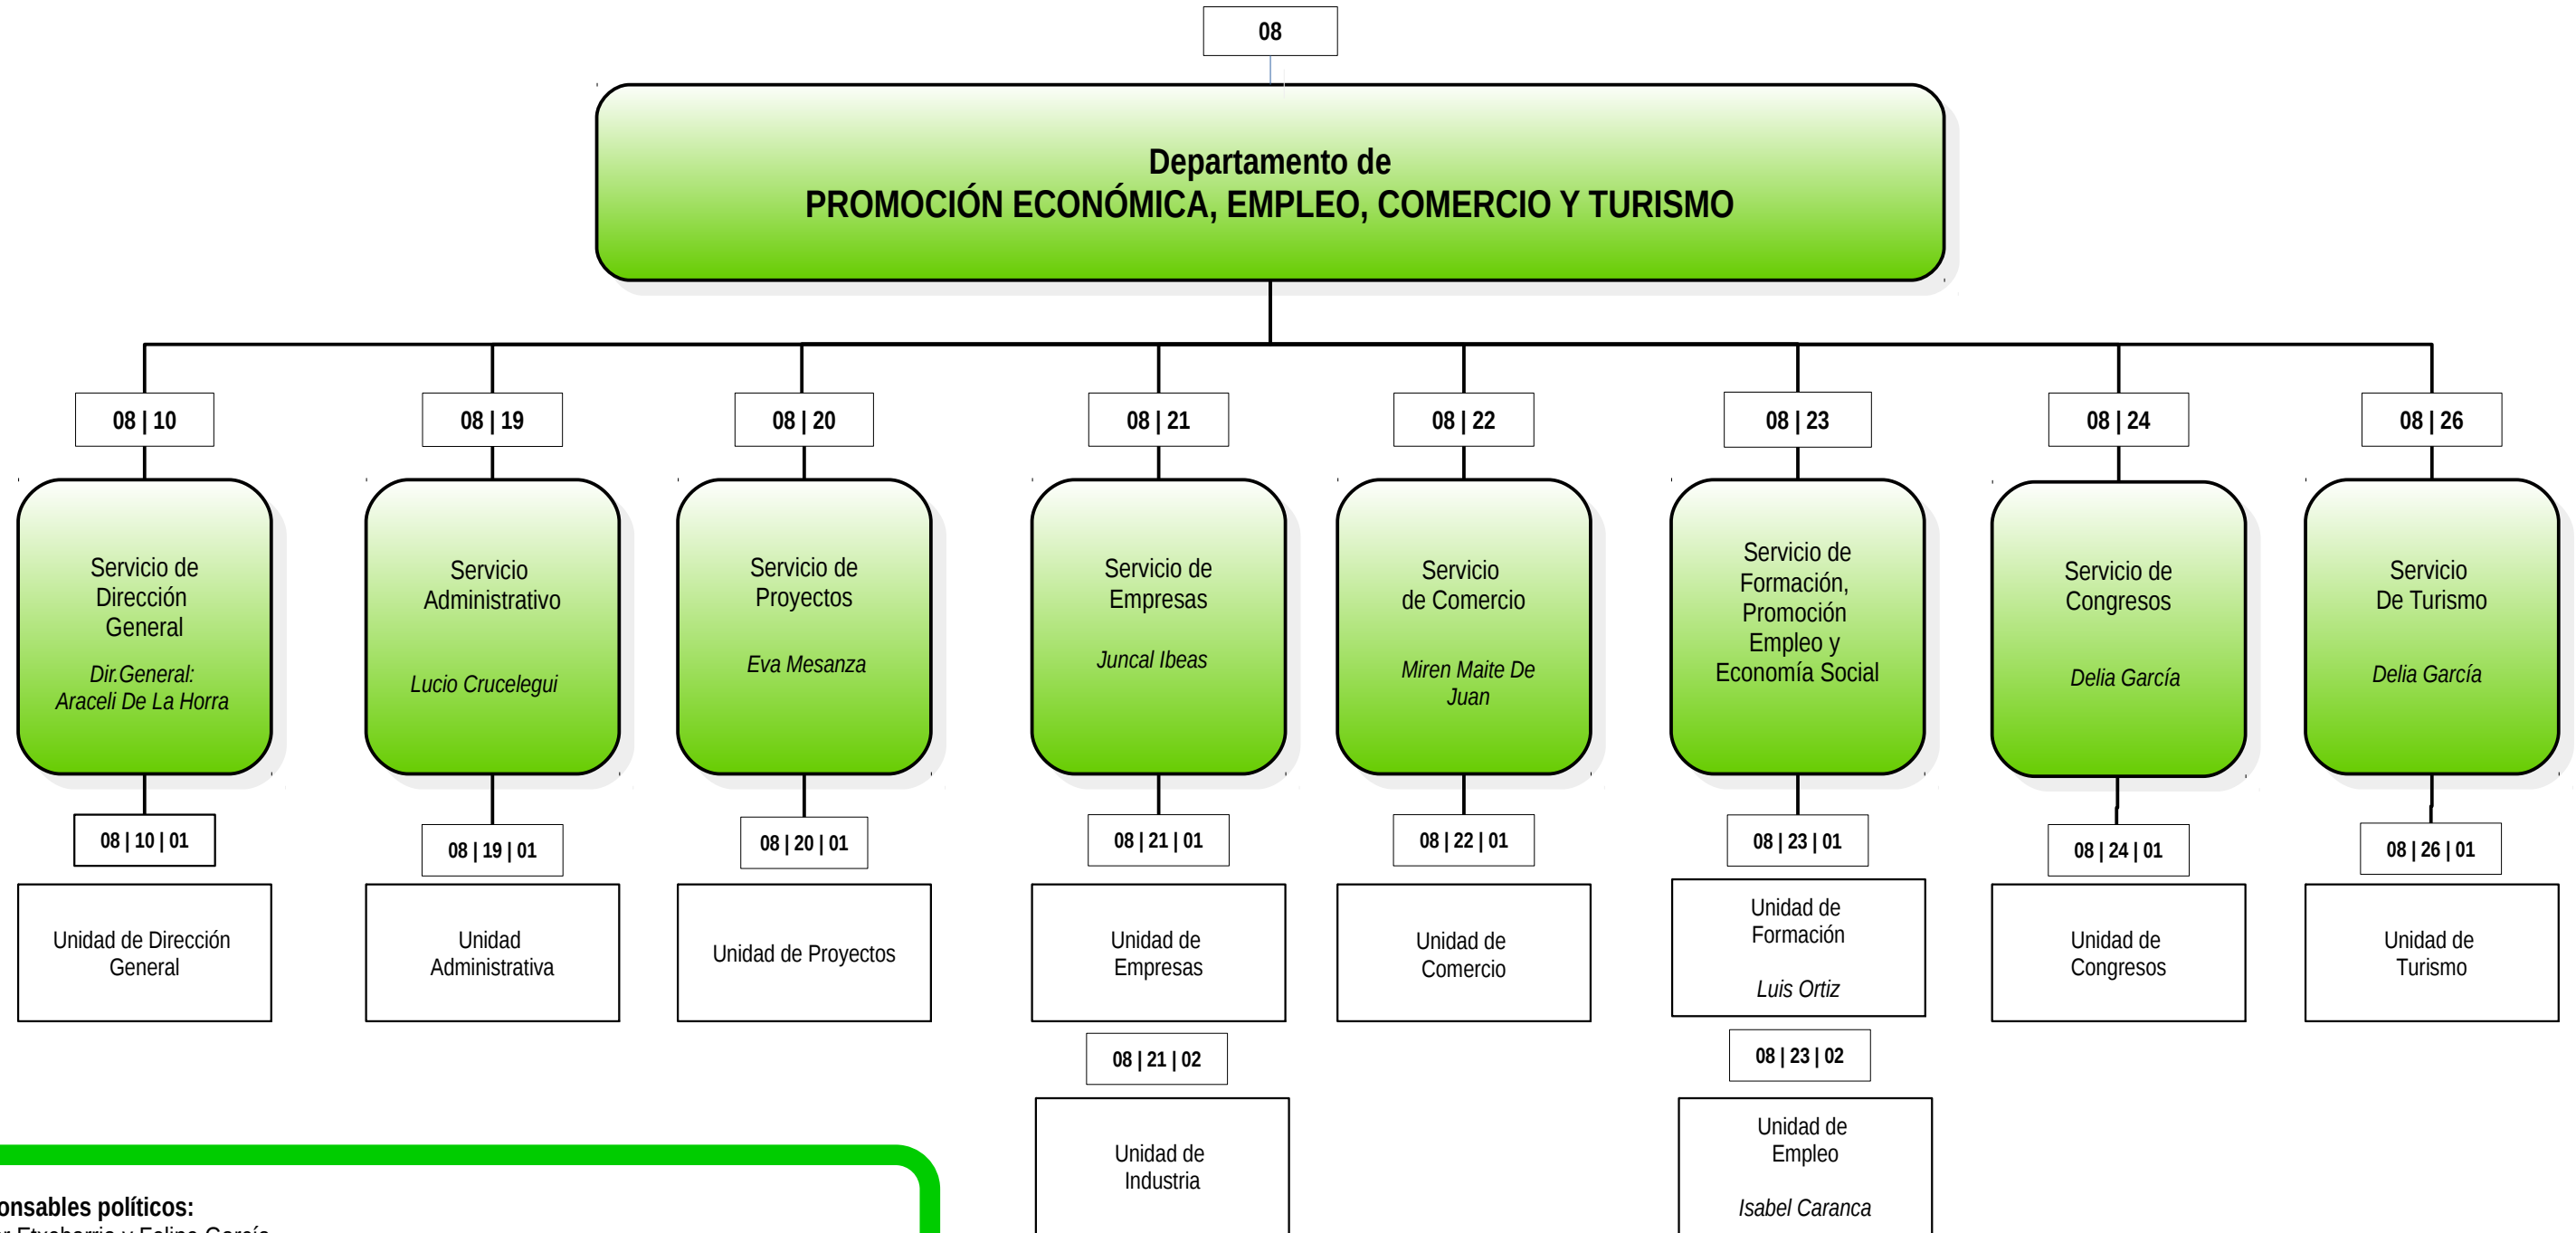 08
Departamento de
PROMOCIÓN ECONÓMICA, EMPLEO, COMERCIO Y TURISMO
08 | 10
08 | 19
08 | 20
08 | 21
08 | 22
08 | 23
08 | 24
08 | 26
Servicio de
Dirección
General
Dir.General:
Araceli De La Horra
Servicio
Administrativo
Lucio Crucelegui
Servicio de
Proyectos
Eva Mesanza
Servicio de
Empresas
Juncal Ibeas
Servicio
de Comercio
Miren Maite De
Juan
Servicio de
Formación,
Promoción
Empleo y
Economía Social
Servicio de
Congresos
Delia García
Servicio
De Turismo
Delia García
08 | 10 | 01
08 | 19 | 01
08 | 20 | 01
08 | 21 | 01
08 | 22 | 01
08 | 23 | 01
08 | 24 | 01
08 | 26 | 01
Unidad de Dirección
General
Unidad
Administrativa
Unidad de Proyectos
Unidad de
Empresas
Unidad de
Comercio
Unidad de
Formación
Luis Ortiz
Unidad de
Congresos
Unidad de
Turismo
08 | 21 | 02
08 | 23 | 02
Unidad de
Industria
Unidad de
Empleo
Isabel Caranca
onsables políticos:
Etxebarria y Felipe García